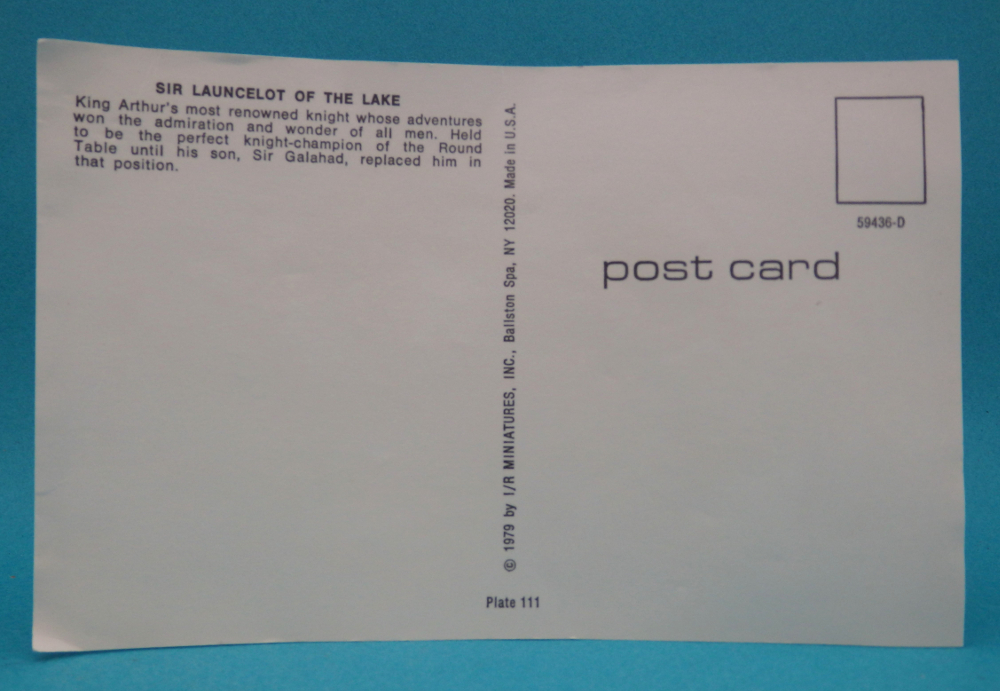 SIR LAUNCELOT OF THE LAKE
King Arthur's most renowned knight whose adventures
won the admiration and wonder of all men. Held
to be the perfect knight-champion of the Round
Table until his son, Sir Galahad, replaced him in
that position.
© 1979 by I/R MINIATURES, INC., Ballston Spa, NY 12020. Made in U.S.A.
59436-D
post card
Plate 111